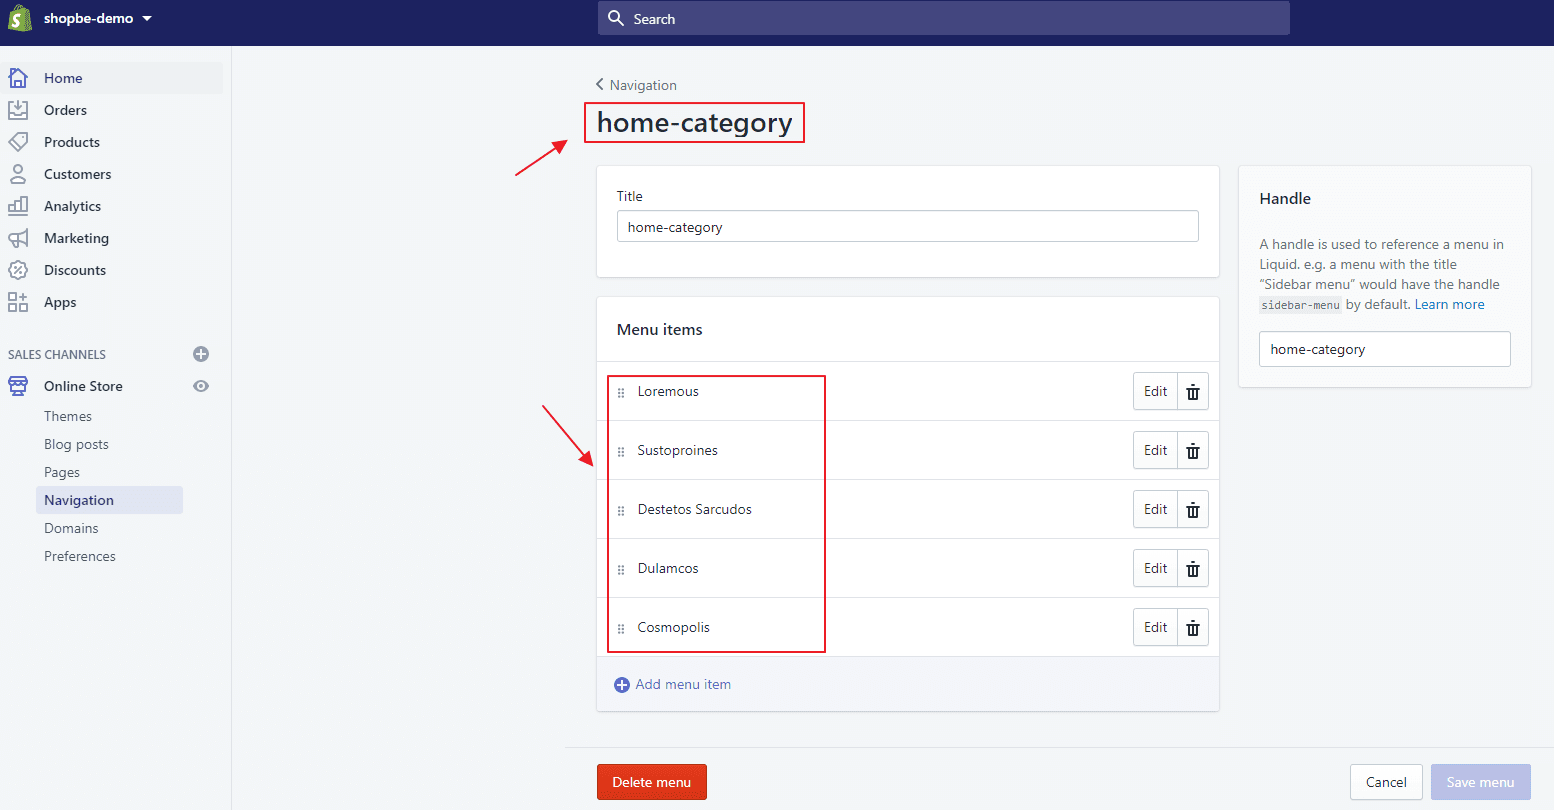 shopbe-demo
Search
Home
Orders
Products
Customers
Analytics
Marketing
Discounts
Apps
SALES CHANNELS
Online Store
Themes
Blog posts
Pages
Navigation
Domains
Preferences
Navigation
home-category
Title
home-category
Menu items
Loremous
Edit
Sustoproines
Edit
Destetos Sarcudos
Edit
Dulamcos
Edit
Cosmopolis
Edit
Add menu item
Handle
A handle is used to reference a menu in
Liquid. e.g. a menu with the title
“Sidebar menu” would have the handle
sidebar-menu by default. Learn more
home-category
Delete menu
Cancel
Save menu